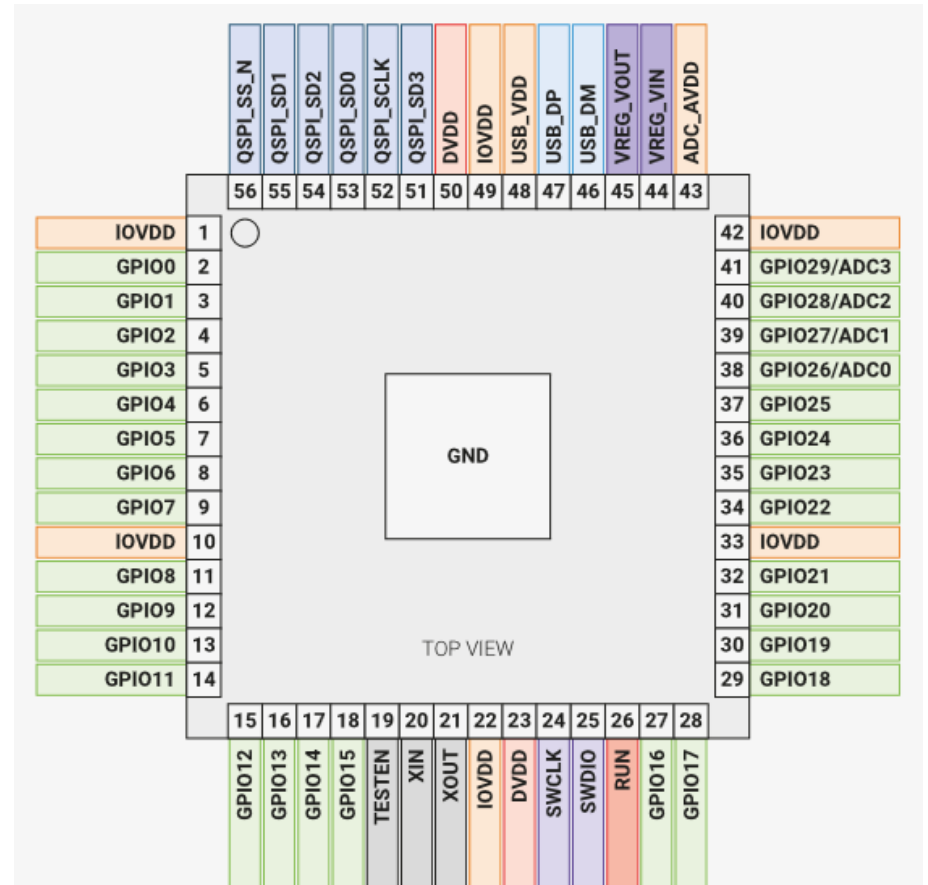 QSPI_SS_N
QSPI_SD1
QSPI_SD2
QSPI_SD0
QSPI_SCLK
QSPI_SD3
DVDD
IOVDD
USB_VDD
USB_DP
USB_DM
VREG_VOUT
VREG_VIN
ADC_AVDD
56 55 54 53 52 51 50 49 48 47 46 45 44 43
IOVDD 1
GPIO0 2
GPIO1 3
GPIO2 4
GPIO3 5
GPIO4 6
GPIO5 7
GPIO6 8
GPIO7 9
IOVDD 10
GPIO8 11
GPIO9 12
GPIO10 13
GPIO11 14
GND
TOP VIEW
42 IOVDD
41 GPIO29/ADC3
40 GPIO28/ADC2
39 GPIO27/ADC1
38 GPIO26/ADC0
37 GPIO25
36 GPIO24
35 GPIO23
34 GPIO22
33 IOVDD
32 GPIO21
31 GPIO20
30 GPIO19
29 GPIO18
15 16 17 18 19 20 21 22 23 24 25 26 27 28
GPIO12
GPIO13
GPIO14
GPIO15
TESTEN
XIN
XOUT
IOVDD
DVDD
SWCLK
SWDIO
RUN
GPIO16
GPIO17